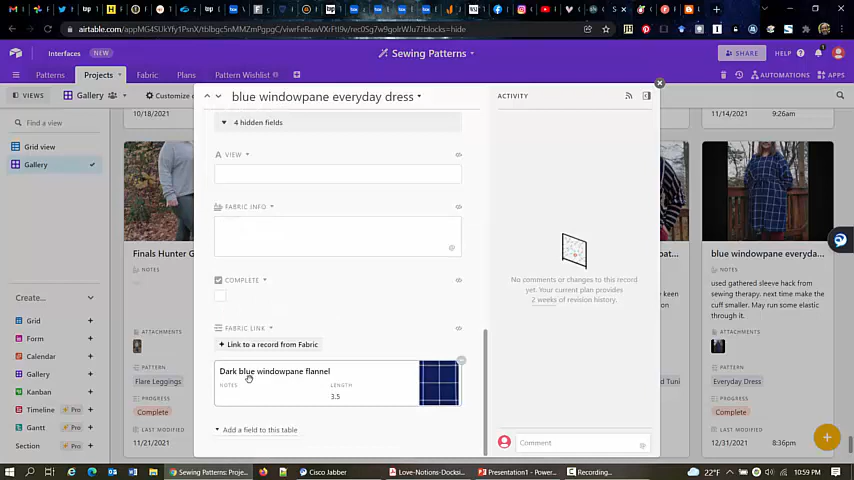 airtable.com/appMG4SUkYfy1PsnX/tblbgc5nMMZmPgpgC/viwrFeRawVXrtI9v/rec0Sg7w9golrWJu7?blocks=hide
Interfaces
NEW
Sewing Patterns
SHARE
HELP
Patterns
Projects
Fabric
Plans
Pattern Wishlist
AUTOMATIONS
APPS
VIEWS
Gallery
Customize c
blue windowpane everyday dress
ACTIVITY
Find a view
Grid view
Gallery
10/18/2021
4 hidden fields
11/14/2021
9:26am
VIEW
FABRIC INFO
COMPLETE
FABRIC LINK
+ Link to a record from Fabric
Dark blue windowpane flannel
NOTES
LENGTH
3.5
Add a field to this table
No comments or changes to this record
yet. Your current plan provides
2 weeks of revision history.
Comment
Finals Hunter G
NOTES
ATTACHMENTS
PATTERN
Flare Leggings
PROGRESS
Complete
LAST MODIFIED
11/21/2021
blue windowpane everyda...
NOTES
used gathered sleeve hack from
sewing therapy. next time make the
cuff smaller. May run some elastic
through it.
ATTACHMENTS
PATTERN
Everyday Dress
PROGRESS
Complete
LAST MODIFIED
12/31/2021
8:36pm
Create...
Grid
Form
Calendar
Gallery
Kanban
Timeline
Pro
Gantt
Pro
Section
Sewing Patterns: Proje...
Cisco Jabber
Love-Notions-Docksi...
Presentation1 - Power...
Recording...
22°F
10:59 PM